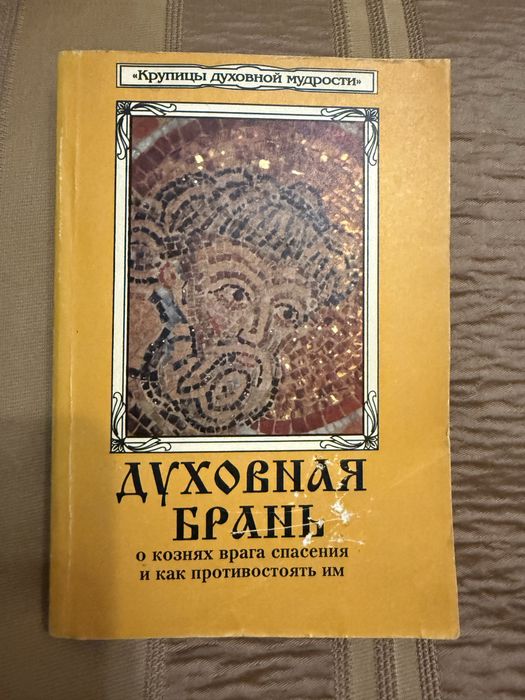 «Крупицы духовной мудрости»
ДУХОВНАЯ
БРАНЬ
о кознях врага спасения
и как противостоять им